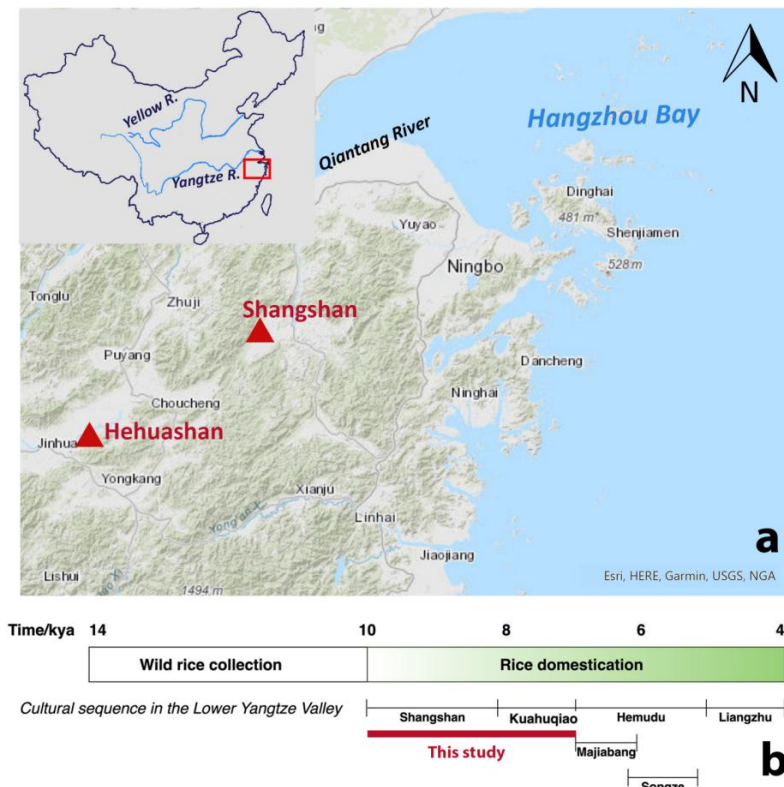 Yellow R.
Yangtze R.
Qiantang River
Hangzhou Bay
N
Dinghai
481 m
Shenjiamen
528 m
Yuyao
Ningbo
Tonglu
Zhuji
Shangshan
Puyang
Dancheng
Ninghai
Choucheng
Hehuashan
Jinhua
Yongkang
Xianju
Linhai
Jiaojiang
Lishui
1494 m
a
Esri, HERE, Garmin, USGS, NGA
Time/kya 14 10 8 6 4
Wild rice collection Rice domestication
Cultural sequence in the Lower Yangtze Valley
Shangshan Kuahuqiao Hemudu Liangzhu
This study Majiabang
b
Songze